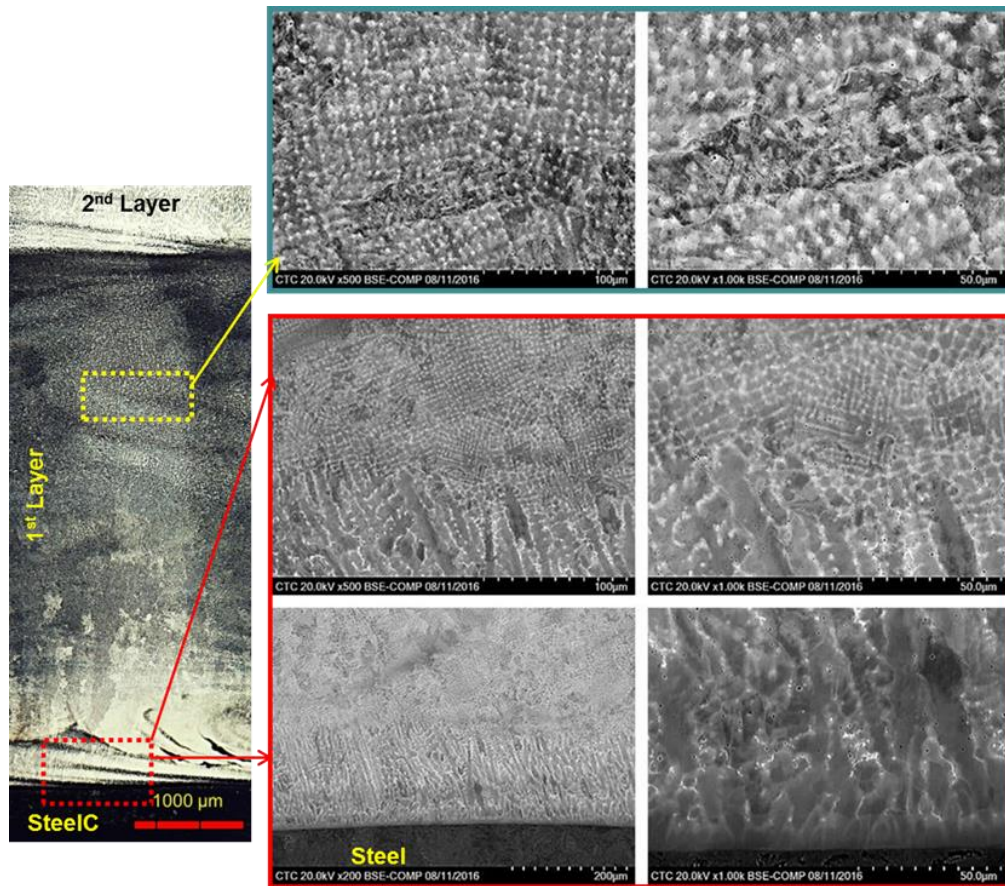 2nd Layer
1st Layer
SteelC
1000 µm
CTC 20.0kV x500 BSE-COMP 08/11/2016 100µm
CTC 20.0kV x1.00k BSE-COMP 08/11/2016 50.0µm
CTC 20.0kV x500 BSE-COMP 08/11/2016 100µm
CTC 20.0kV x1.00k BSE-COMP 08/11/2016 50.0µm
Steel
CTC 20.0kV x200 BSE-COMP 08/11/2016 200µm
CTC 20.0kV x1.00k BSE-COMP 08/11/2016 50.0µm